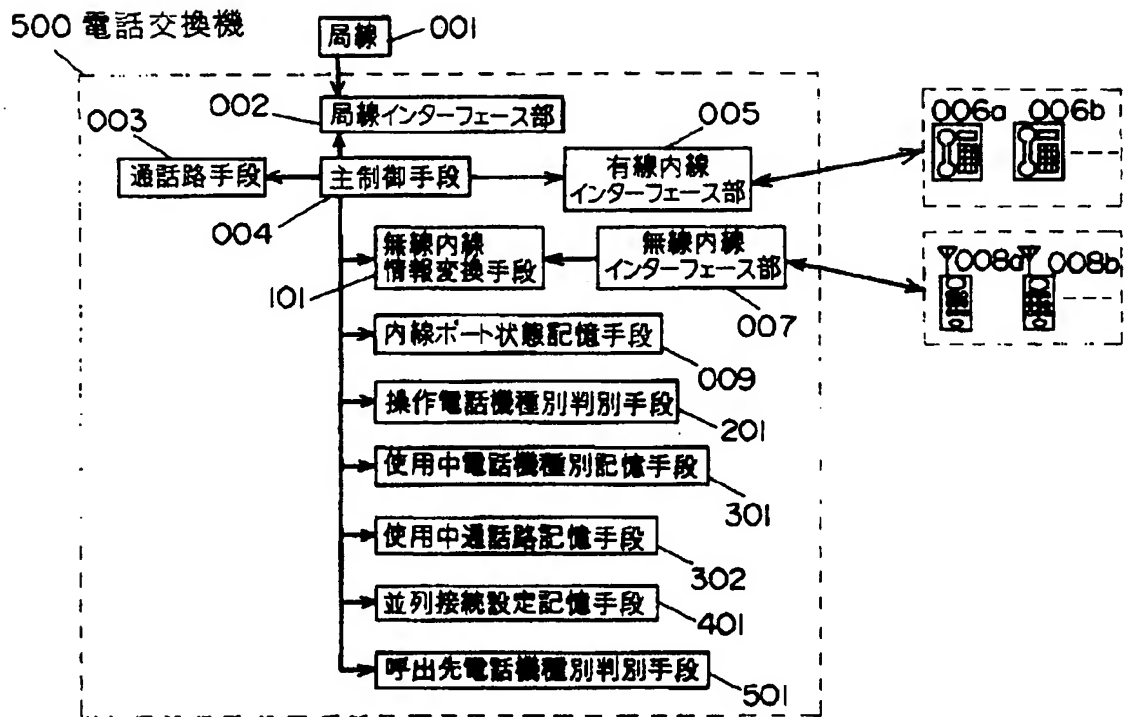 500 電話交換機
局線
001
002
局線インターフェース部
003
通話路手段
主制御手段
004
005
有線内線
インターフェース部
006a
006b
無線内線
情報変換手段
101
無線内線
インターフェース部
007
008a
008b
内線ポート状態記憶手段
009
操作電話機種別判別手段
201
使用中電話機種別記憶手段
301
使用中通話路記憶手段
302
並列接続設定記憶手段
401
呼出先電話機種別判別手段
501